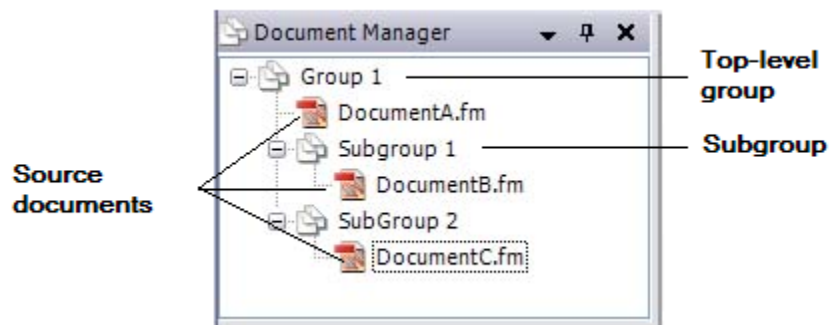 Document Manager
Group 1
Top-level
group
DocumentA.fm
Subgroup 1
Subgroup
Source
documents
DocumentB.fm
SubGroup 2
DocumentC.fm